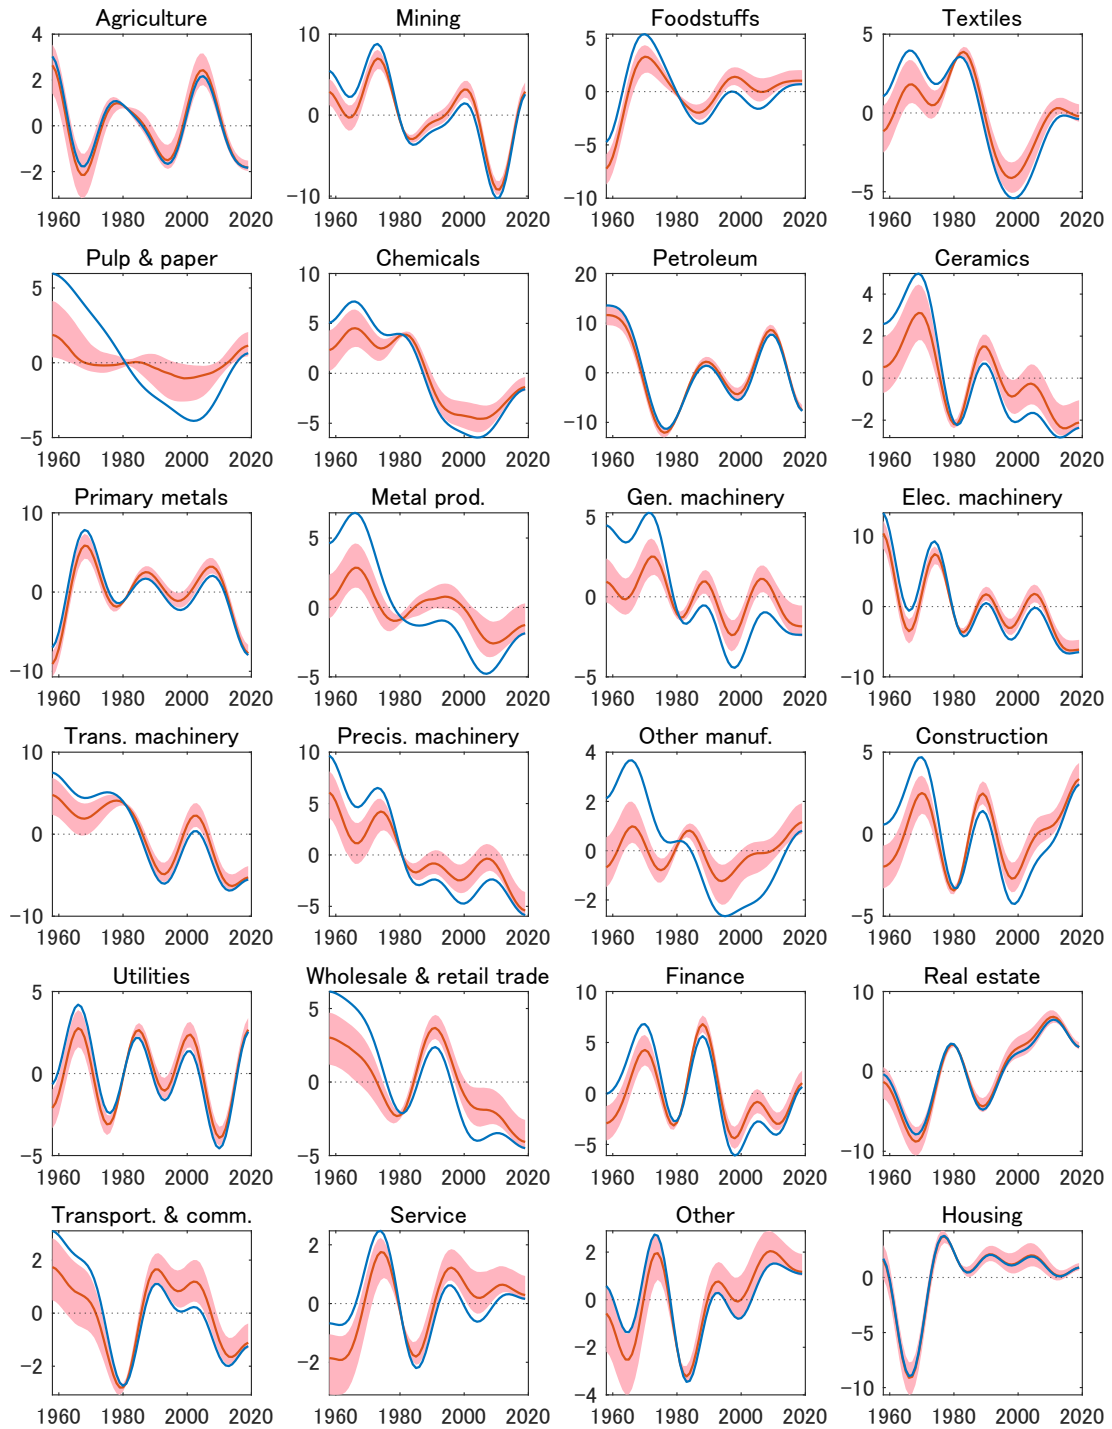 Agriculture Mining Foodstuffs Textiles
4 2 0 −2
10 0 −10
5 0 −5 −10
5 0 −5
1960 1980 2000 2020 1960 1980 2000 2020 1960 1980 2000 2020 1960 1980 2000 2020
Pulp & paper Chemicals Petroleum Ceramics
5 0 −5
10 5 0 −5
20 10 0 −10
4 2 0 −2
1960 1980 2000 2020 1960 1980 2000 2020 1960 1980 2000 2020 1960 1980 2000 2020
Primary metals Metal prod. Gen. machinery Elec. machinery
10 0 −10
5 0 −5
5 0 −5
10 0 −10
1960 1980 2000 2020 1960 1980 2000 2020 1960 1980 2000 2020 1960 1980 2000 2020
Trans. machinery Precis. machinery Other manuf. Construction
10 0 −10
10 5 0 −5
4 2 0 −2
5 0 −5
1960 1980 2000 2020 1960 1980 2000 2020 1960 1980 2000 2020 1960 1980 2000 2020
Utilities Wholesale & retail trade Finance Real estate
5 0 −5
5 0 −5
10 5 0 −5
10 0 −10
1960 1980 2000 2020 1960 1980 2000 2020 1960 1980 2000 2020 1960 1980 2000 2020
Transport. & comm. Service Other Housing
2 0 −2
2 0 −2
2 0 −2 −4
0 −5 −10
1960 1980 2000 2020 1960 1980 2000 2020 1960 1980 2000 2020 1960 1980 2000 2020